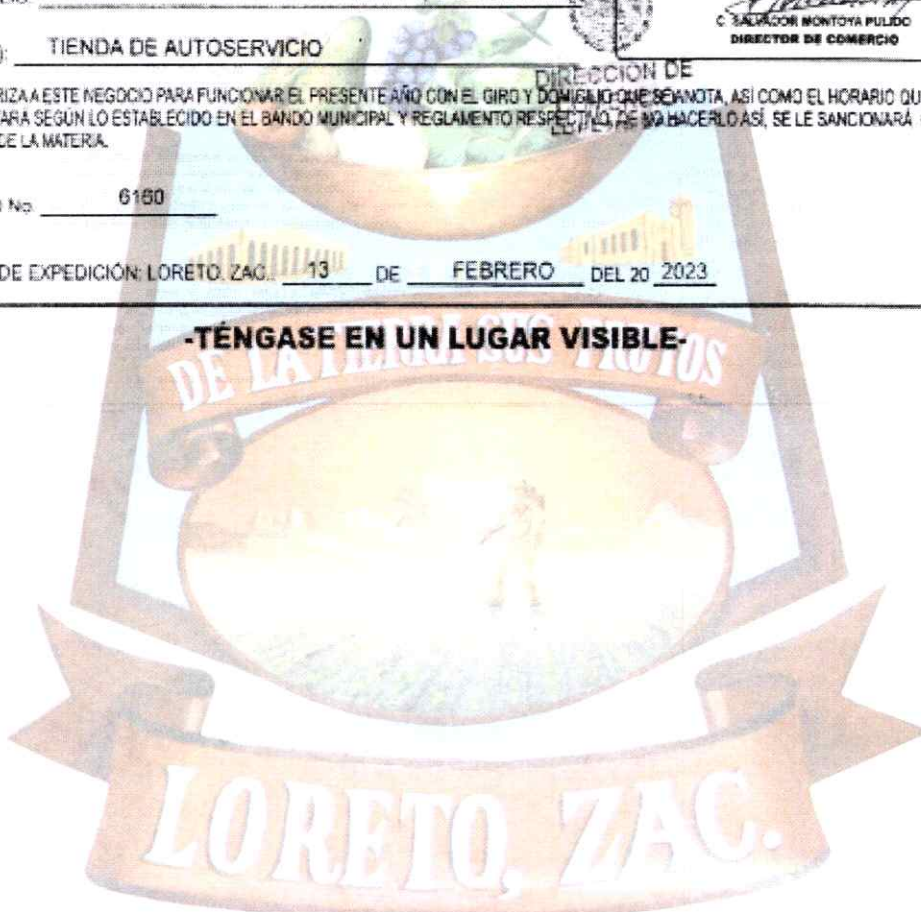 C. SALVADOR MONTOYA PULIDO
DIRECTOR DE COMERCIO
TIENDA DE AUTOSERVICIO
DIRECCIÓN DE
RIZA A ESTE NEGOCIO PARA FUNCIONAR EL PRESENTE AÑO CON EL GIRO Y DOMICILIO QUE SE ANOTA, ASÍ COMO EL HORARIO QU
TARA SEGÚN LO ESTABLECIDO EN EL BANDO MUNICIPAL Y REGLAMENTO RESPECTIVO, DE NO HACERLO ASÍ, SE LE SANCIONARÁ
DE LA MATERIA.
No. 6160
DE EXPEDICIÓN: LORETO, ZAC., 13 DE FEBRERO DEL 20 2023
-TÉNGASE EN UN LUGAR VISIBLE-
DE LA TIERRA SUS FRUTOS
LORETO, ZAC.